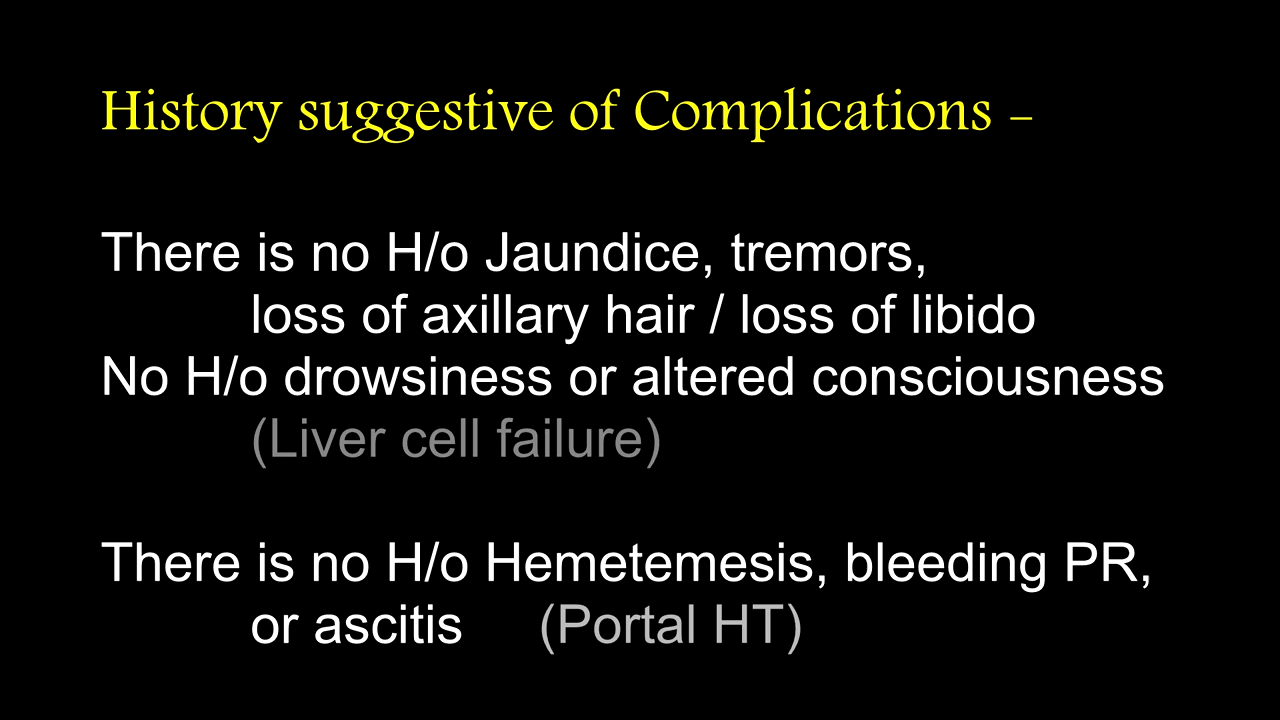 History suggestive of Complications -
There is no H/o Jaundice, tremors,
loss of axillary hair / loss of libido
No H/o drowsiness or altered consciousness
(Liver cell failure)
There is no H/o Hemetemesis, bleeding PR,
or ascitis (Portal HT)